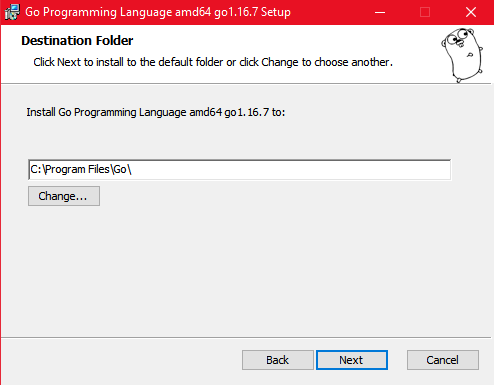 Go Programming Language amd64 go1.16.7 Setup
Destination Folder
Click Next to install to the default folder or click Change to choose another.
Install Go Programming Language amd64 go1.16.7 to:
C:\Program Files\Go\
Change...
Back
Next
Cancel